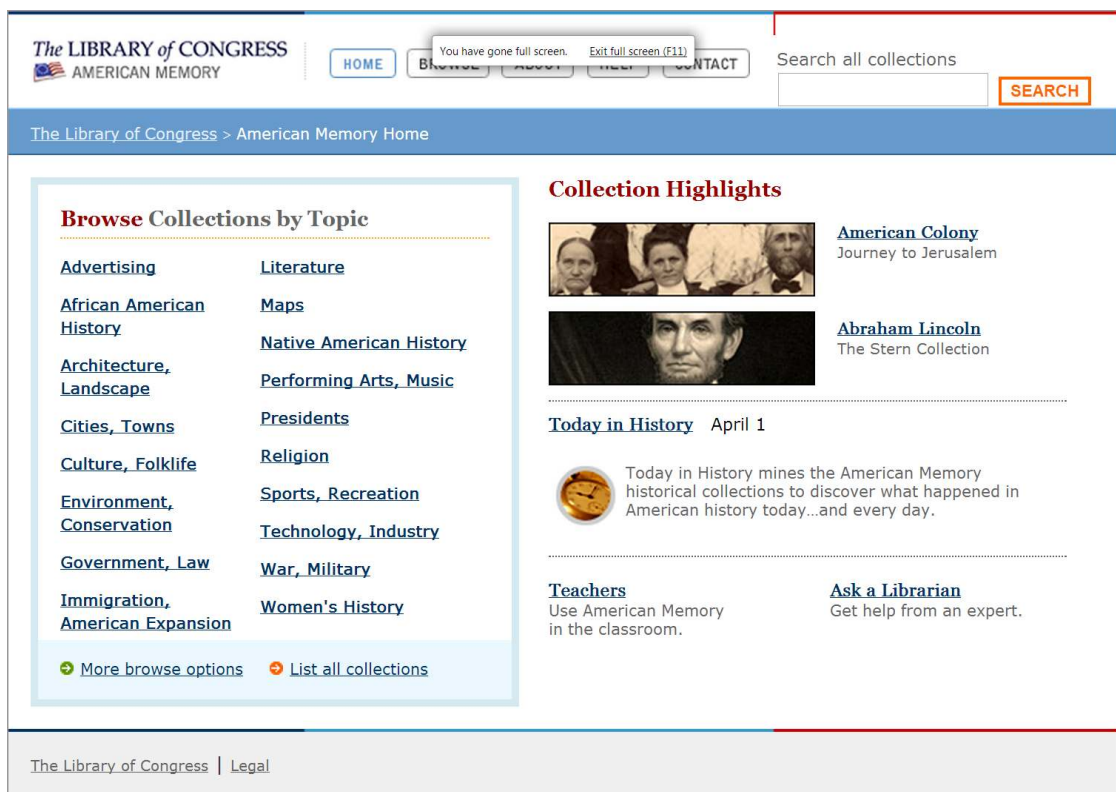 The LIBRARY of CONGRESS
AMERICAN MEMORY
HOME
You have gone full screen. Exit full screen (F11)
Search all collections
SEARCH
The Library of Congress > American Memory Home
Browse Collections by Topic
Advertising
African American
History
Architecture,
Landscape
Cities, Towns
Culture, Folklife
Environment,
Conservation
Government, Law
Immigration,
American Expansion
Literature
Maps
Native American History
Performing Arts, Music
Presidents
Religion
Sports, Recreation
Technology, Industry
War, Military
Women's History
More browse options
List all collections
Collection Highlights
American Colony
Journey to Jerusalem
Abraham Lincoln
The Stern Collection
Today in History April 1
Today in History mines the American Memory
historical collections to discover what happened in
American history today...and every day.
Teachers
Use American Memory
in the classroom.
Ask a Librarian
Get help from an expert.
The Library of Congress | Legal